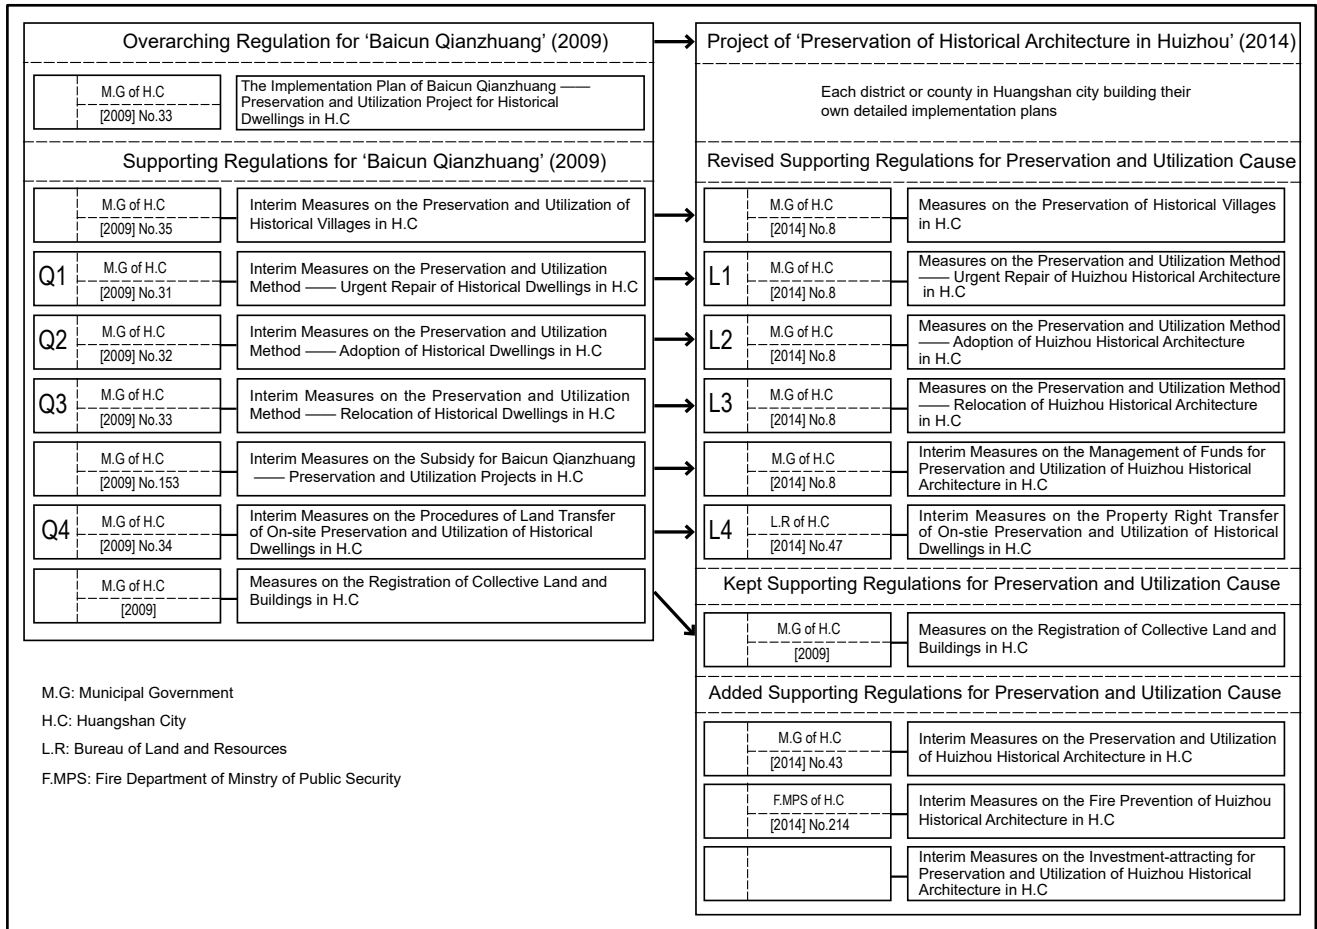 Overarching Regulation for ‘Baicun Qianzhuang’ (2009)
M.G of H.C
[2009] No.33
The Implementation Plan of Baicun Qianzhuang ——
Preservation and Utilization Project for Historical
Dwellings in H.C
Supporting Regulations for ‘Baicun Qianzhuang’ (2009)
M.G of H.C
[2009] No.35
Interim Measures on the Preservation and Utilization of
Historical Villages in H.C
Q1
M.G of H.C
[2009] No.31
Interim Measures on the Preservation and Utilization
Method —— Urgent Repair of Historical Dwellings in H.C
Q2
M.G of H.C
[2009] No.32
Interim Measures on the Preservation and Utilization
Method —— Adoption of Historical Dwellings in H.C
Q3
M.G of H.C
[2009] No.33
Interim Measures on the Preservation and Utilization
Method —— Relocation of Historical Dwellings in H.C
M.G of H.C
[2009] No.153
Interim Measures on the Subsidy for Baicun Qianzhuang
—— Preservation and Utilization Projects in H.C
Q4
M.G of H.C
[2009] No.34
Interim Measures on the Procedures of Land Transfer
of On-site Preservation and Utilization of Historical
Dwellings in H.C
M.G of H.C
[2009]
Measures on the Registration of Collective Land and
Buildings in H.C
M.G: Municipal Government
H.C: Huangshan City
L.R: Bureau of Land and Resources
F.MPS: Fire Department of Minstry of Public Security
Project of ‘Preservation of Historical Architecture in Huizhou’ (2014)
Each district or county in Huangshan city building their
own detailed implementation plans
Revised Supporting Regulations for Preservation and Utilization Cause
M.G of H.C
[2014] No.8
Measures on the Preservation of Historical Villages
in H.C
L1
M.G of H.C
[2014] No.8
Measures on the Preservation and Utilization Method
—— Urgent Repair of Huizhou Historical Architecture
in H.C
L2
M.G of H.C
[2014] No.8
Measures on the Preservation and Utilization Method
—— Adoption of Huizhou Historical Architecture
in H.C
L3
M.G of H.C
[2014] No.8
Measures on the Preservation and Utilization Method
—— Relocation of Huizhou Historical Architecture
in H.C
M.G of H.C
[2014] No.8
Interim Measures on the Management of Funds for
Preservation and Utilization of Huizhou Historical
Architecture in H.C
L4
L.R of H.C
[2014] No.47
Interim Measures on the Property Right Transfer
of On-stie Preservation and Utilization of Historical
Dwellings in H.C
Kept Supporting Regulations for Preservation and Utilization Cause
M.G of H.C
[2009]
Measures on the Registration of Collective Land and
Buildings in H.C
Added Supporting Regulations for Preservation and Utilization Cause
M.G of H.C
[2014] No.43
Interim Measures on the Preservation and Utilization
of Huizhou Historical Architecture in H.C
F.MPS of H.C
[2014] No.214
Interim Measures on the Fire Prevention of Huizhou
Historical Architecture in H.C
Interim Measures on the Investment-attracting for
Preservation and Utilization of Huizhou Historical
Architecture in H.C